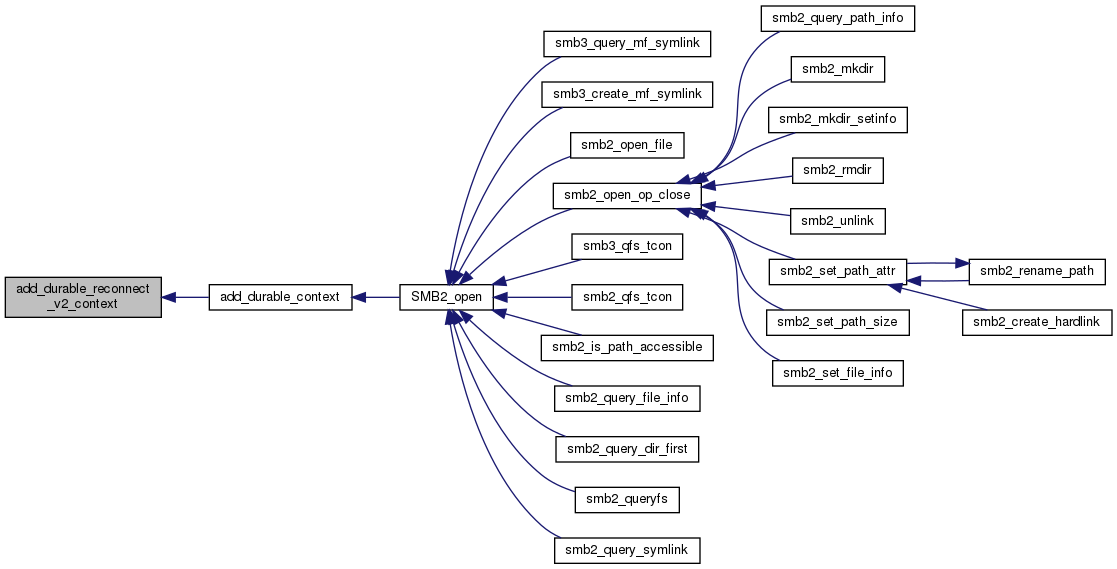 add_durable_reconnect
_v2_context
add_durable_context
SMB2_open
smb3_query_mf_symlink
smb3_create_mf_symlink
smb2_open_file
smb2_open_op_close
smb3_qfs_tcon
smb2_qfs_tcon
smb2_is_path_accessible
smb2_query_file_info
smb2_query_dir_first
smb2_queryfs
smb2_query_symlink
smb2_query_path_info
smb2_mkdir
smb2_mkdir_setinfo
smb2_rmdir
smb2_unlink
smb2_set_path_attr
smb2_set_path_size
smb2_set_file_info
smb2_rename_path
smb2_create_hardlink